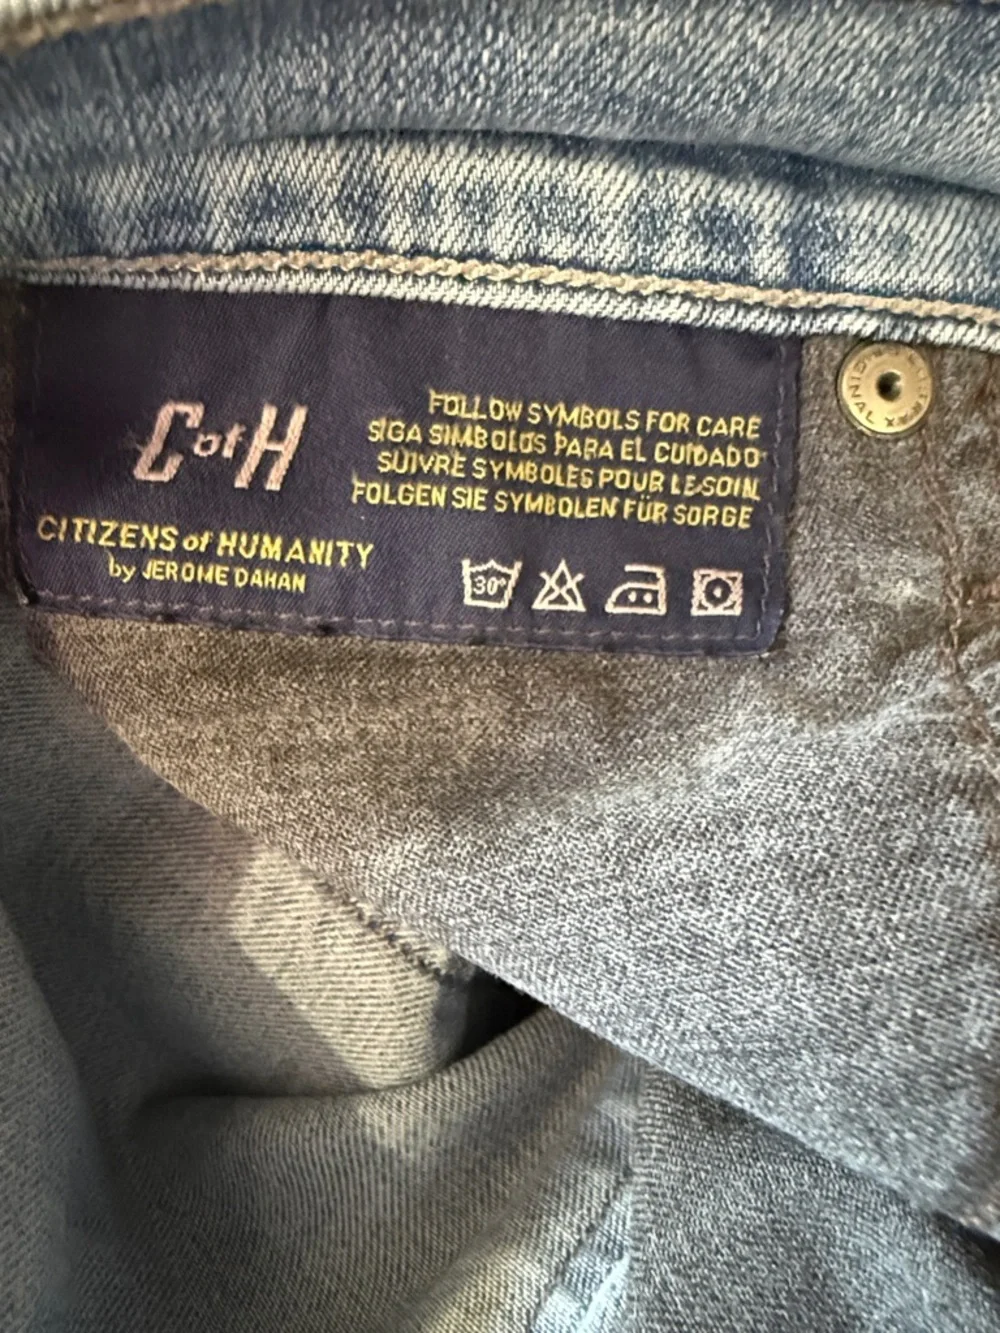 C of H
CITIZENS of HUMANITY
by JEROME DAHAN
FOLLOW SYMBOLS FOR CARE
SIGA SIMBOLOS PARA EL CUIDADO
SUIVRE SYMBOLES POUR LE SOIN
FOLGEN SIE SYMBOLEN FÜR SORGE
30°